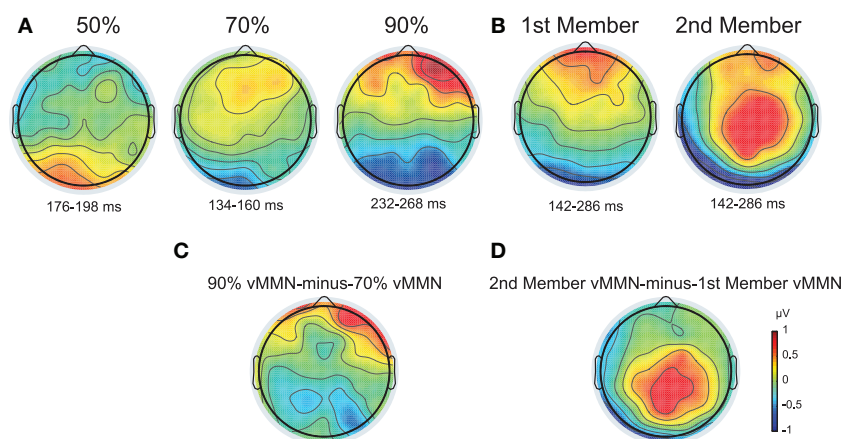 A 50% 70% 90% B 1st Member 2nd Member
176-198 ms 134-160 ms 232-268 ms 142-286 ms 142-286 ms
C D
90% vMMN-minus-70% vMMN 2nd Member vMMN-minus-1st Member vMMN
µV
1
0.5
0
-0.5
-1